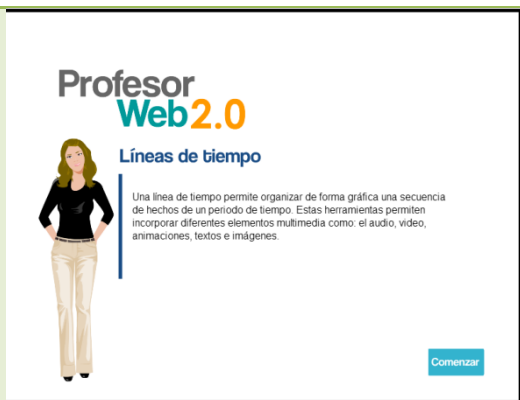 Profesor
Web2.0
Líneas de tiempo
Una línea de tiempo permite organizar de forma gráfica una secuencia
de hechos de un periodo de tiempo. Estas herramientas permiten
incorporar diferentes elementos multimedia como: el audio, video,
animaciones, textos e imágenes.
Comenzar